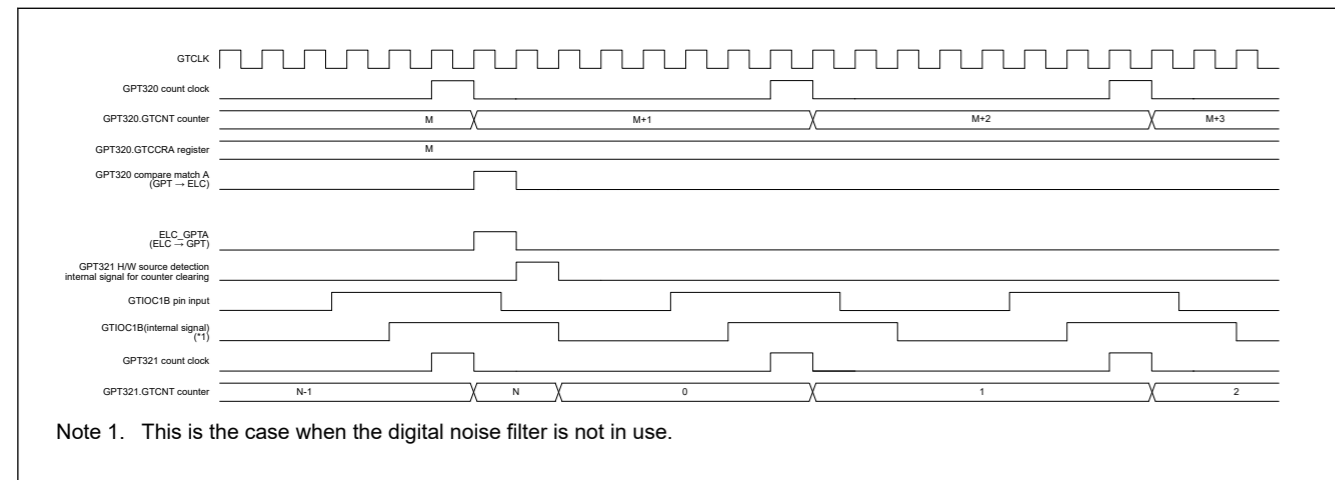 GTCLK
GPT320 count clock
GPT320.GTCNT counter M M+1 M+2 M+3
GPT320.GTCCRA register M
GPT320 compare match A
(GPT → ELC)
ELC_GPTA
(ELC → GPT)
GPT321 H/W source detection
internal signal for counter clearing
GTIOC1B pin input
GTIOC1B(internal signal)
(*1)
GPT321 count clock
GPT321.GTCNT counter N-1 N 0 1 2
Note 1. This is the case when the digital noise filter is not in use.